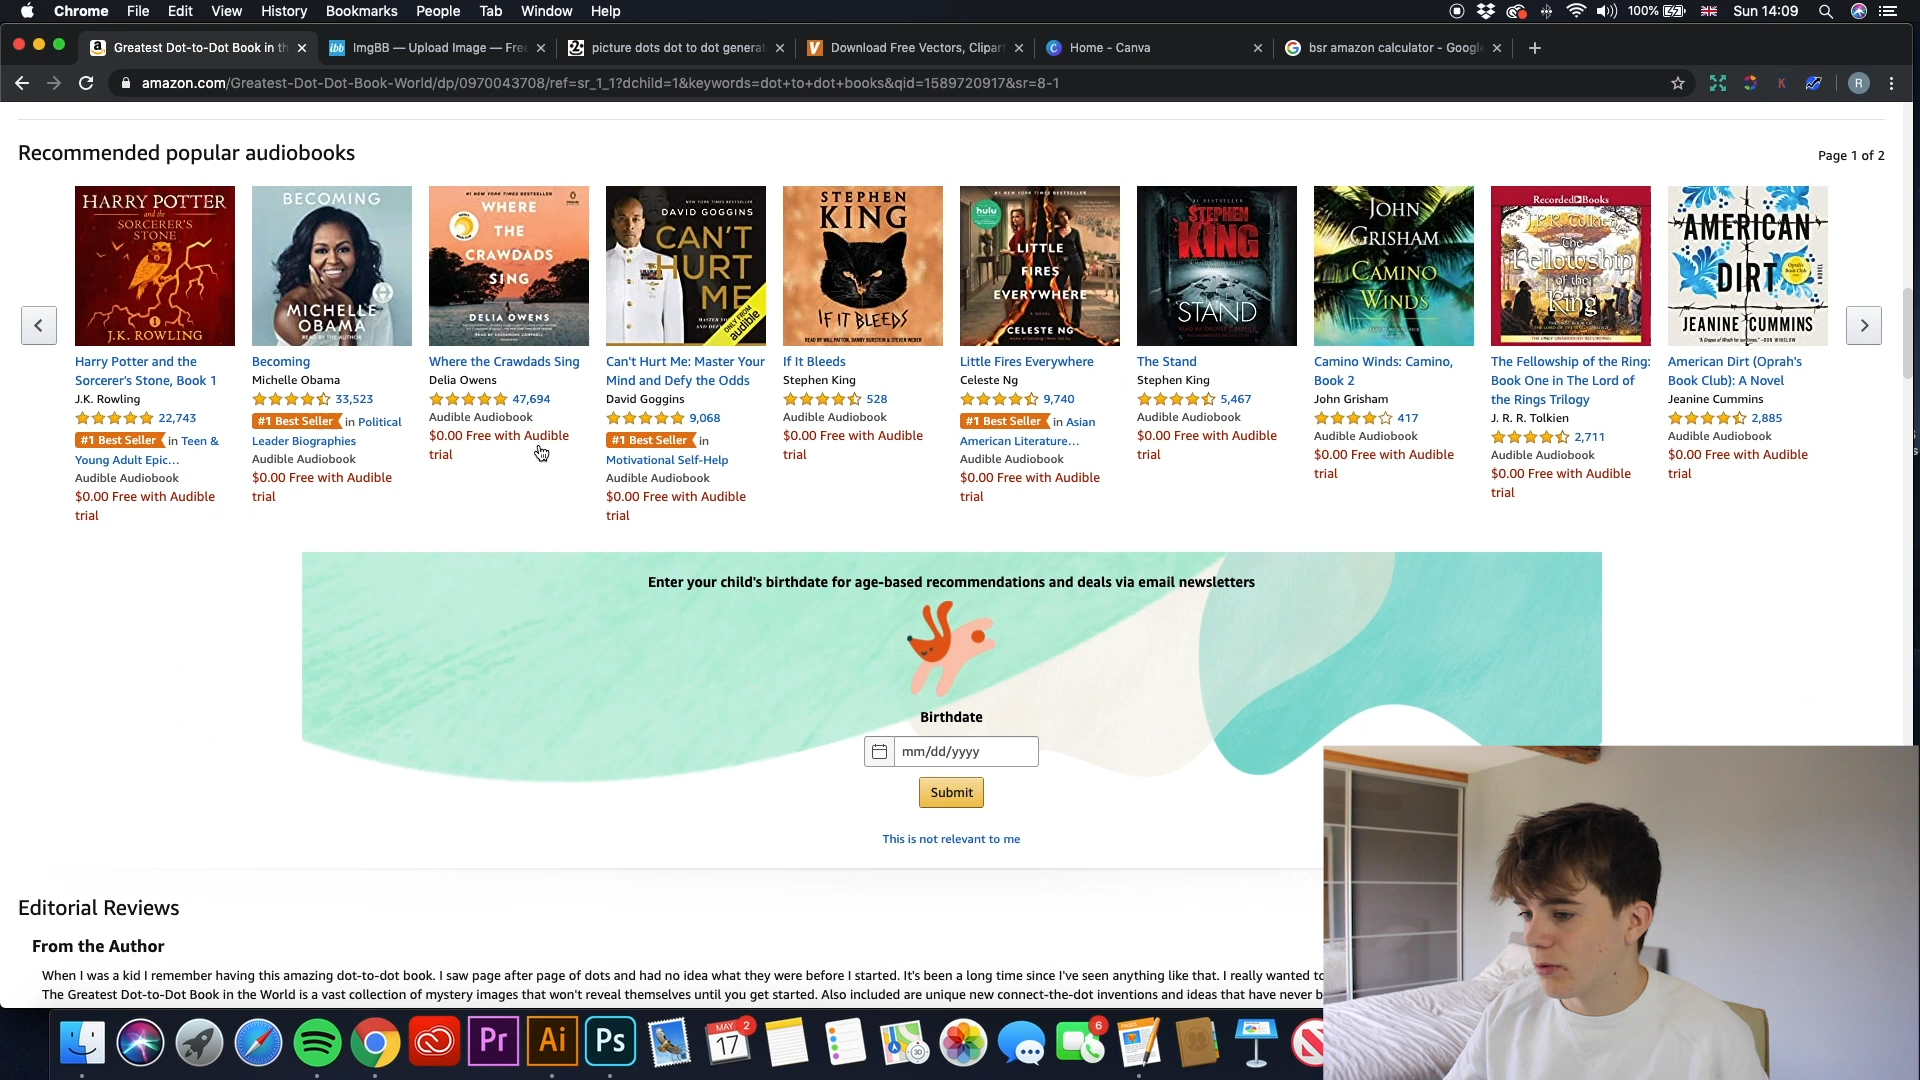 Chrome File Edit View History Bookmarks People Tab Window Help
100% Sun 14:09
Greatest Dot-to-Dot Book in th
ImgBB — Upload Image — Free
picture dots dot to dot generat
Download Free Vectors, Clipar
Home - Canva
bsr amazon calculator - Google
amazon.com/Greatest-Dot-Dot-Book-World/dp/0970043708/ref=sr_1_1?dchild=1&keywords=dot+to+dot+books&qid=1589720917&sr=8-1
Recommended popular audiobooks
Page 1 of 2
HARRY POTTER
and the
SORCERER'S
STONE
J.K. ROWLING
Harry Potter and the
Sorcerer's Stone, Book 1
J.K. Rowling
22,743
#1 Best Seller in Teen &
Young Adult Epic...
Audible Audiobook
$0.00 Free with Audible
trial
BECOMING
MICHELLE
OBAMA
READ BY THE AUTHOR
Becoming
Michelle Obama
33,523
#1 Best Seller in Political
Leader Biographies
Audible Audiobook
$0.00 Free with Audible
trial
#1 NEW YORK TIMES BESTSELLER
WHERE
THE
CRAWDADS
SING
DELIA OWENS
Where the Crawdads Sing
Delia Owens
47,694
Audible Audiobook
$0.00 Free with Audible
trial
NEW YORK TIMES BESTSELLER
DAVID GOGGINS
CAN'T
HURT
ME
ONLY FROM
audible
Can't Hurt Me: Master Your
Mind and Defy the Odds
David Goggins
9,068
#1 Best Seller in
Motivational Self-Help
Audible Audiobook
$0.00 Free with Audible
trial
STEPHEN
KING
IF IT BLEEDS
READ BY WILL PATTON, DANNY BURSTEIN & STEVEN WEBER
If It Bleeds
Stephen King
528
Audible Audiobook
$0.00 Free with Audible
trial
#1 NEW YORK TIMES BESTSELLER
hulu
LITTLE
FIRES
EVERYWHERE
A NOVEL
CELESTE NG
Little Fires Everywhere
Celeste Ng
9,740
#1 Best Seller in Asian
American Literature...
Audible Audiobook
$0.00 Free with Audible
trial
#1 BESTSELLER
STEPHEN
KING
THE
STAND
The Stand
Stephen King
5,467
Audible Audiobook
$0.00 Free with Audible
trial
JOHN
GRISHAM
CAMINO
WINDS
Camino Winds: Camino,
Book 2
John Grisham
417
Audible Audiobook
$0.00 Free with Audible
trial
Recorded Books
J.R.R. Tolkien
The
Fellowship
of the
Ring
The Fellowship of the Ring:
Book One in The Lord of
the Rings Trilogy
J. R. R. Tolkien
2,711
Audible Audiobook
$0.00 Free with Audible
trial
AMERICAN
DIRT
JEANINE CUMMINS
American Dirt (Oprah's
Book Club): A Novel
Jeanine Cummins
2,885
Audible Audiobook
$0.00 Free with Audible
trial
Enter your child's birthdate for age-based recommendations and deals via email newsletters
Birthdate
mm/dd/yyyy
Submit
This is not relevant to me
Editorial Reviews
From the Author
When I was a kid I remember having this amazing dot-to-dot book. I saw page after page of dots and had no idea what they were before I started. It's been a long time since I've seen anything like that. I really wanted to
The Greatest Dot-to-Dot Book in the World is a vast collection of mystery images that won't reveal themselves until you get started. Also included are unique new connect-the-dot inventions and ideas that have never b
Pr
Ai
Ps
MAY
17
2
3D
6
PAGES